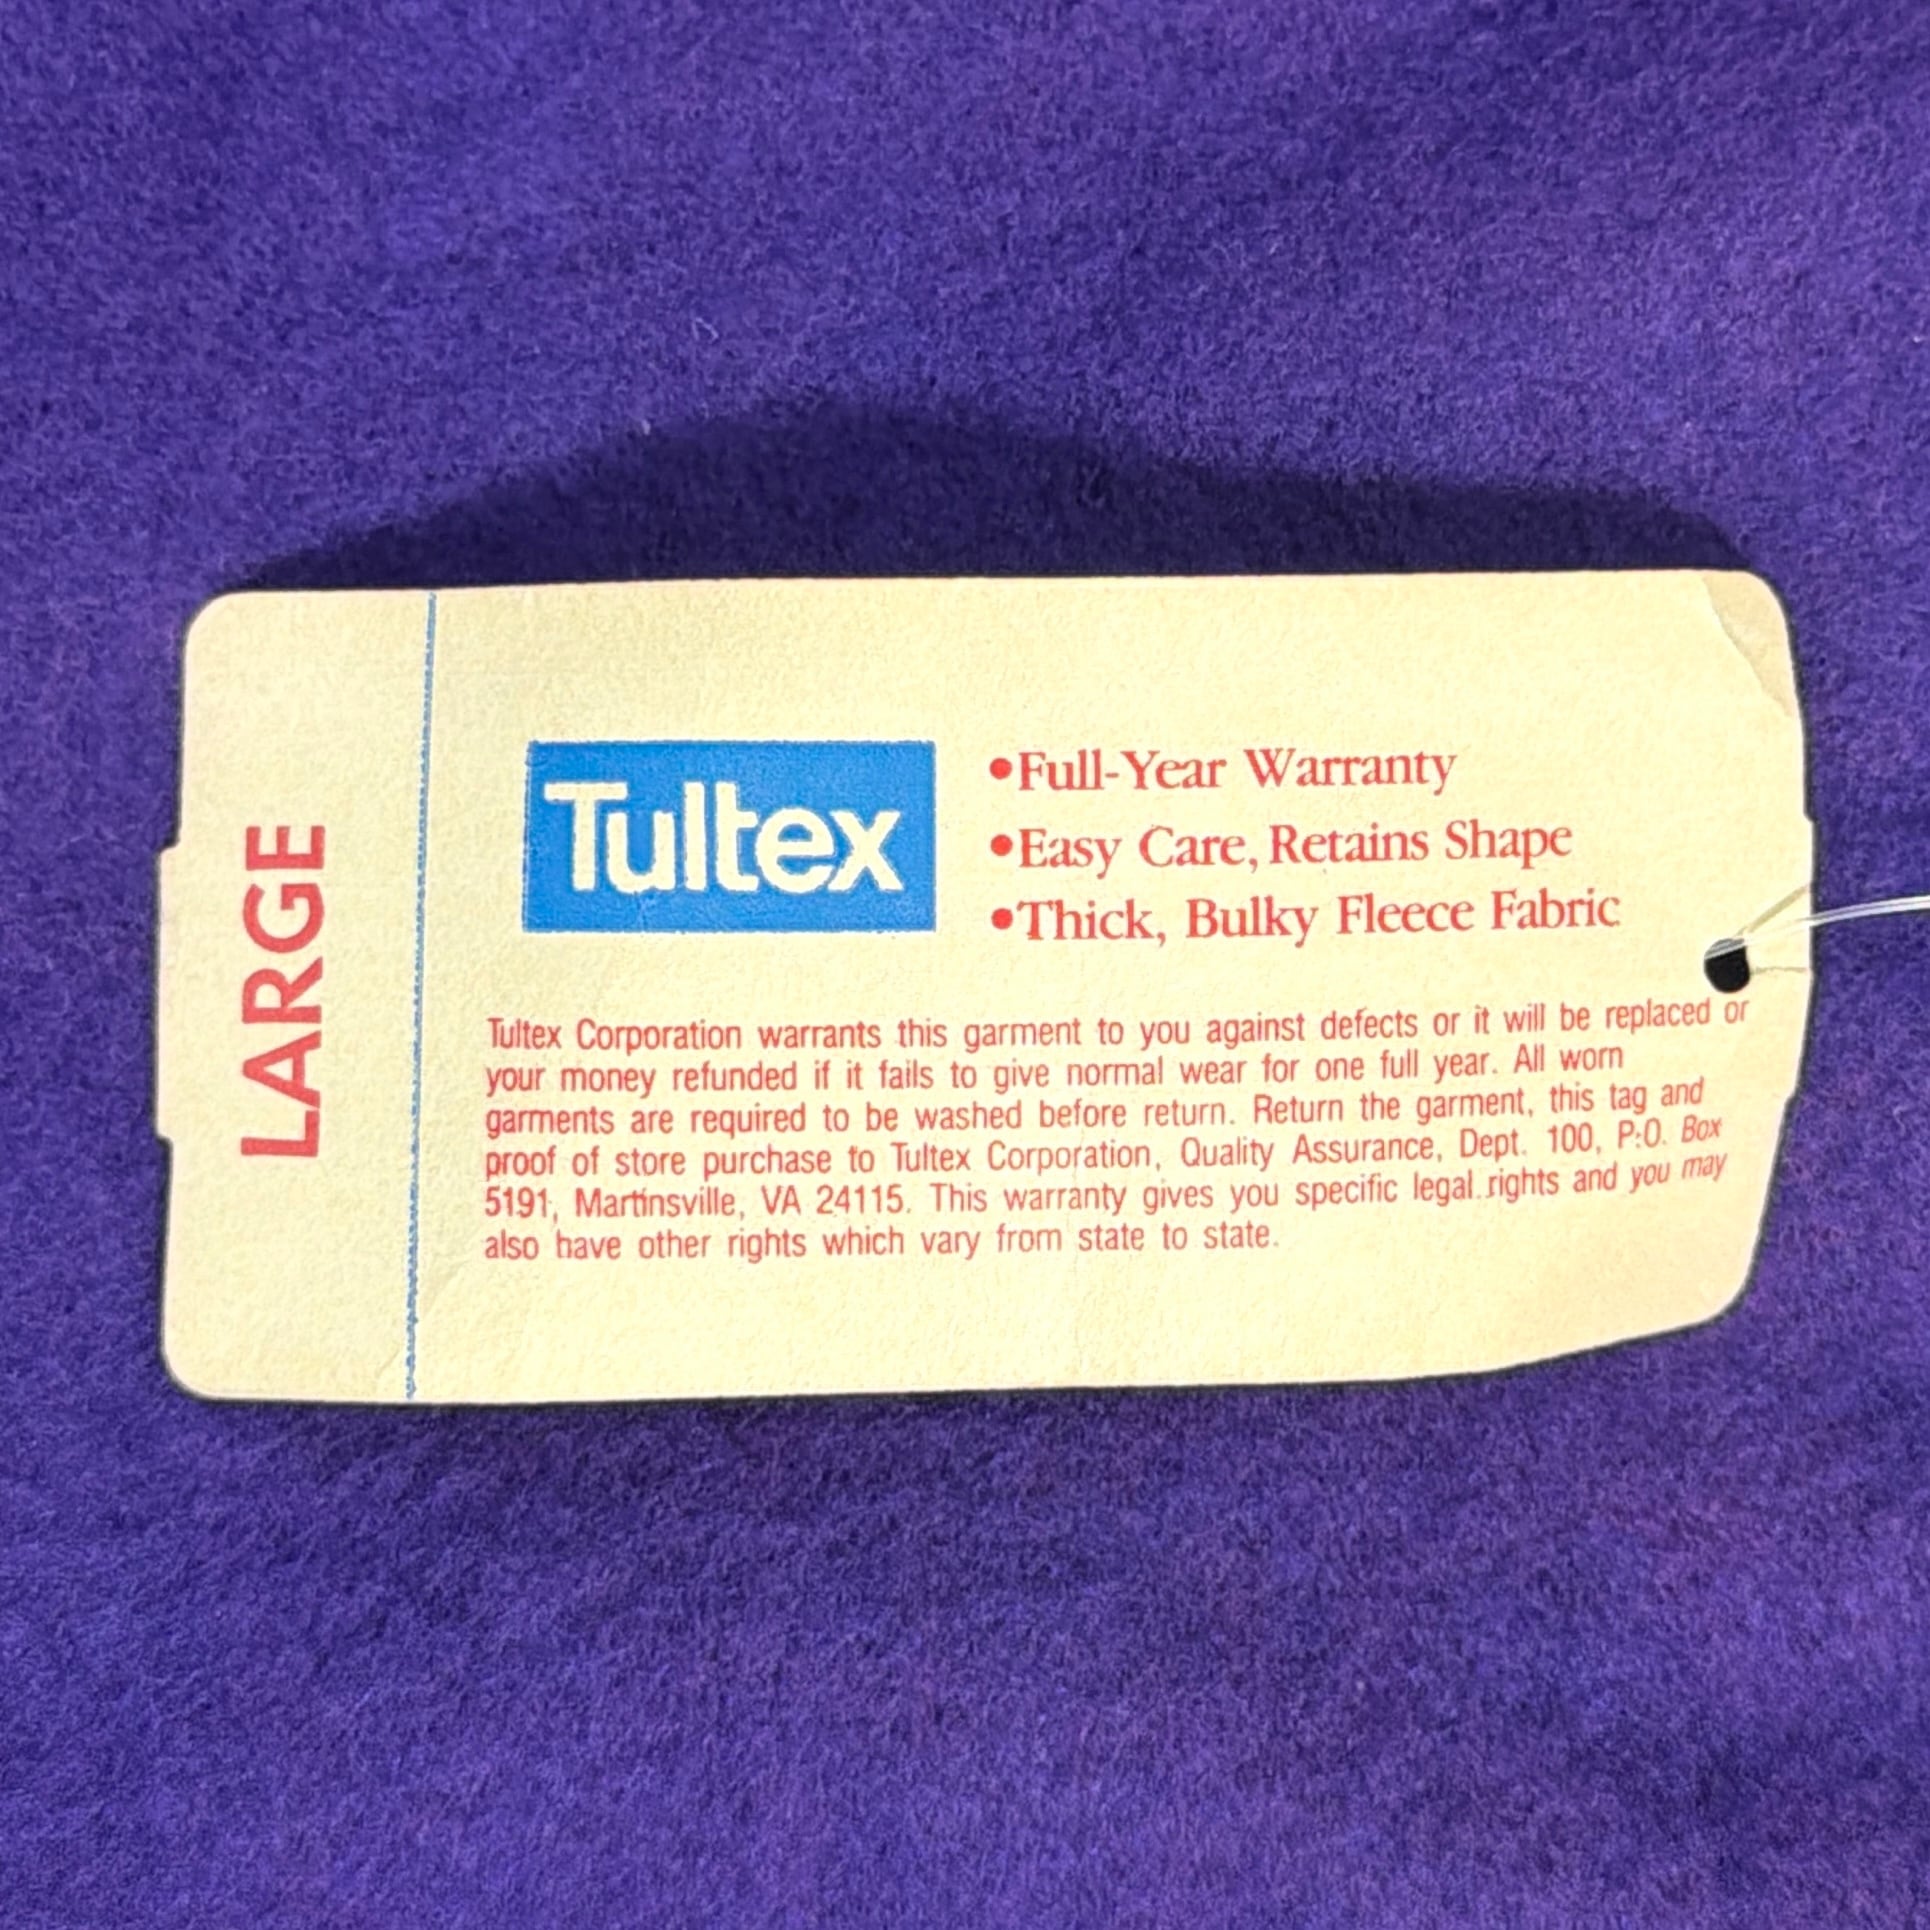 LARGE
Tultex
•Full-Year Warranty
•Easy Care, Retains Shape
•Thick, Bulky Fleece Fabric
Tultex Corporation warrants this garment to you against defects or it will be replaced or
your money refunded if it fails to give normal wear for one full year. All worn
garments are required to be washed before return. Return the garment, this tag and
proof of store purchase to Tultex Corporation, Quality Assurance, Dept. 100, P.O. Box
5191, Martinsville, VA 24115. This warranty gives you specific legal rights and you may
also have other rights which vary from state to state.